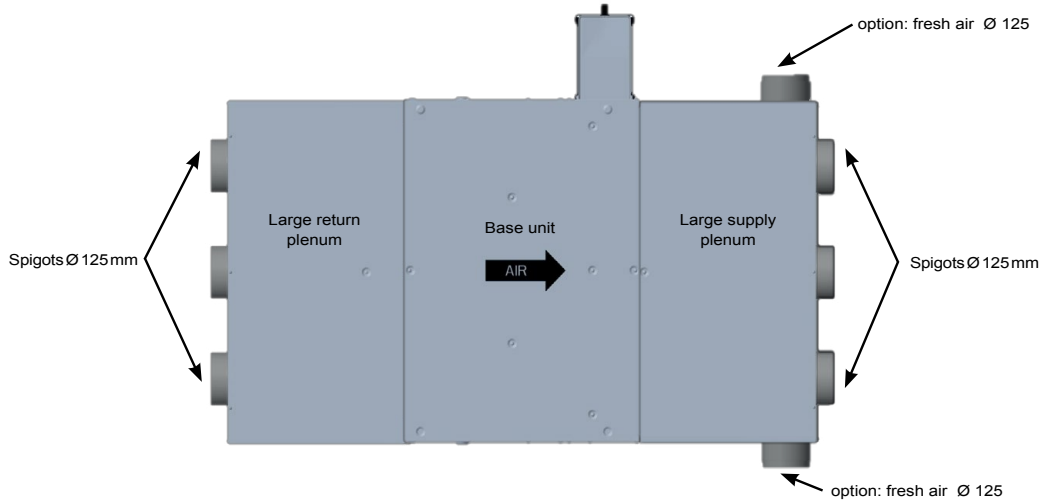 option: fresh air Ø 125
Large return
plenum
Base unit
Large supply
plenum
Spigots Ø 125 mm
AIR
Spigots Ø 125 mm
option: fresh air Ø 125